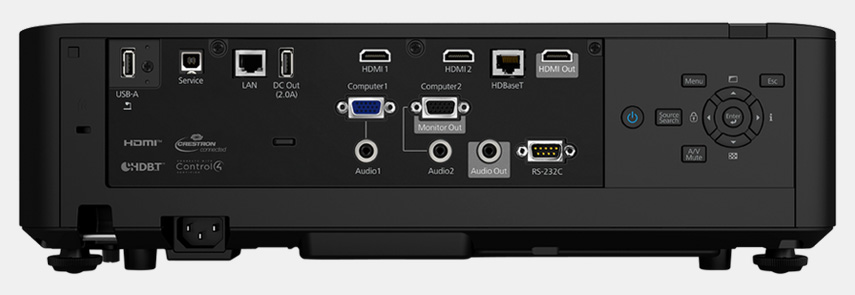 USB-A
Service
LAN
DC Out
(2.0A)
HDMI 1
HDMI 2
HDBaseT
HDMI Out
Computer1
Computer2
Monitor Out
Audio1
Audio2
Audio Out
RS-232C
HDMI
CRESTRON
connected
HDBT
Control4
Menu
Esc
Source
Search
Enter
i
A/V
Mute